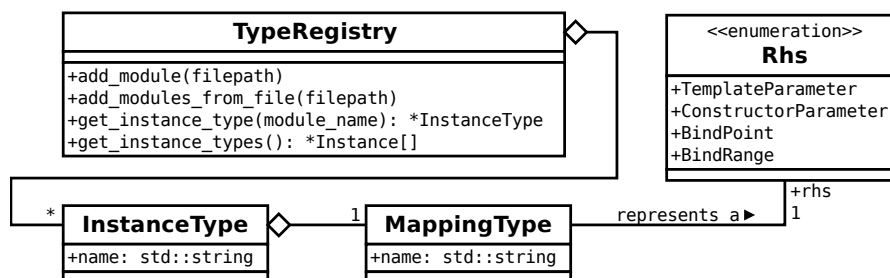 TypeRegistry
+add_module(filepath)
+add_modules_from_file(filepath)
+get_instance_type(module_name): *InstanceType
+get_instance_types(): *Instance[]
<<enumeration>>
Rhs
+TemplateParameter
+ConstructorParameter
+BindPoint
+BindRange
*
InstanceType
+name: std::string
1
MappingType
+name: std::string
represents a
+rhs
1